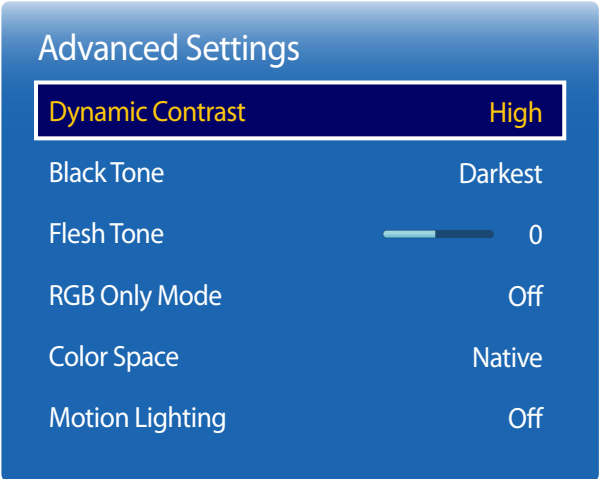 Advanced Settings
Dynamic Contrast High
Black Tone Darkest
Flesh Tone 0
RGB Only Mode Off
Color Space Native
Motion Lighting Off